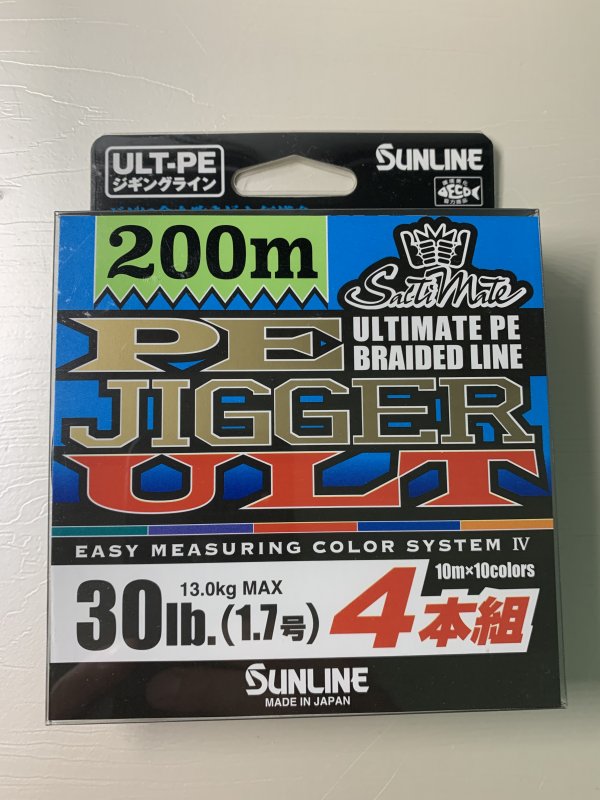 ULT-PE
ジギングライン
SUNLINE
FECO
200m
SaltiMate
PE
ULTIMATE PE
BRAIDED LINE
JIGGER
ULT
EASY MEASURING COLOR SYSTEM Ⅳ
10m×10colors
13.0kg MAX
30lb.(1.7号)
4本組
SUNLINE
MADE IN JAPAN